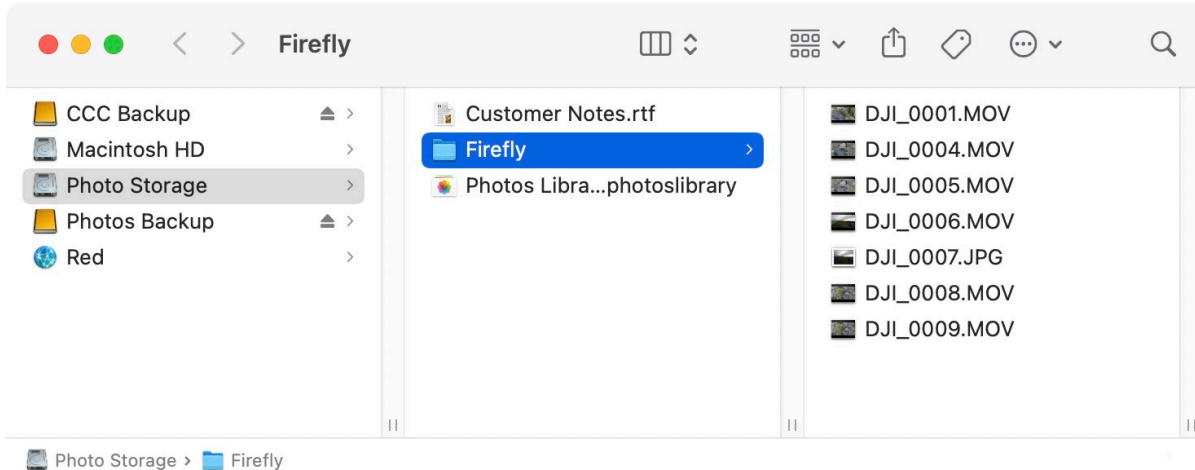 Firefly
CCC Backup
Macintosh HD
Photo Storage
Photos Backup
Red
Customer Notes.rtf
Firefly
Photos Libra...photoslibrary
DJI_0001.MOV
DJI_0004.MOV
DJI_0005.MOV
DJI_0006.MOV
DJI_0007.JPG
DJI_0008.MOV
DJI_0009.MOV
Photo Storage › Firefly